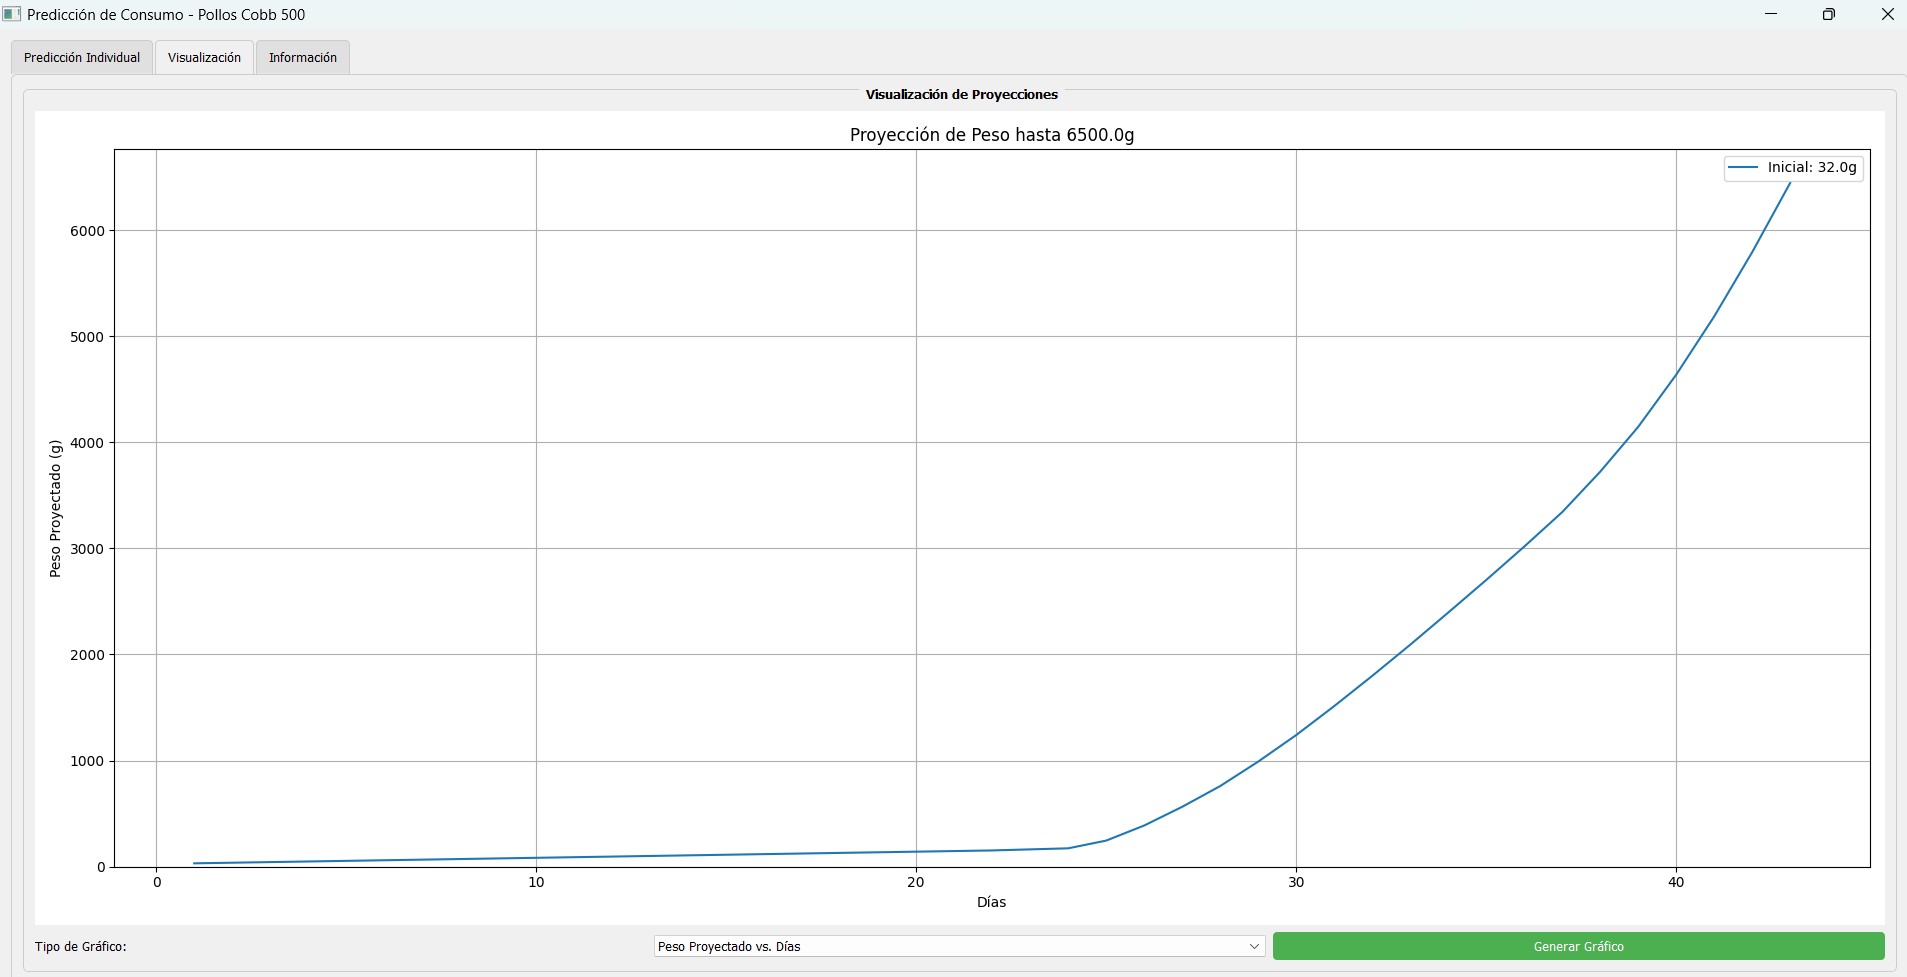 Predicción de Consumo - Pollos Cobb 500
Predicción Individual
Visualización
Información
Visualización de Proyecciones
Proyección de Peso hasta 6500.0g
Inicial: 32.0g
6000
5000
4000
3000
2000
1000
0
Peso Proyectado (g)
0 10 20 30 40
Días
Tipo de Gráfico:
Peso Proyectado vs. Días
Generar Gráfico